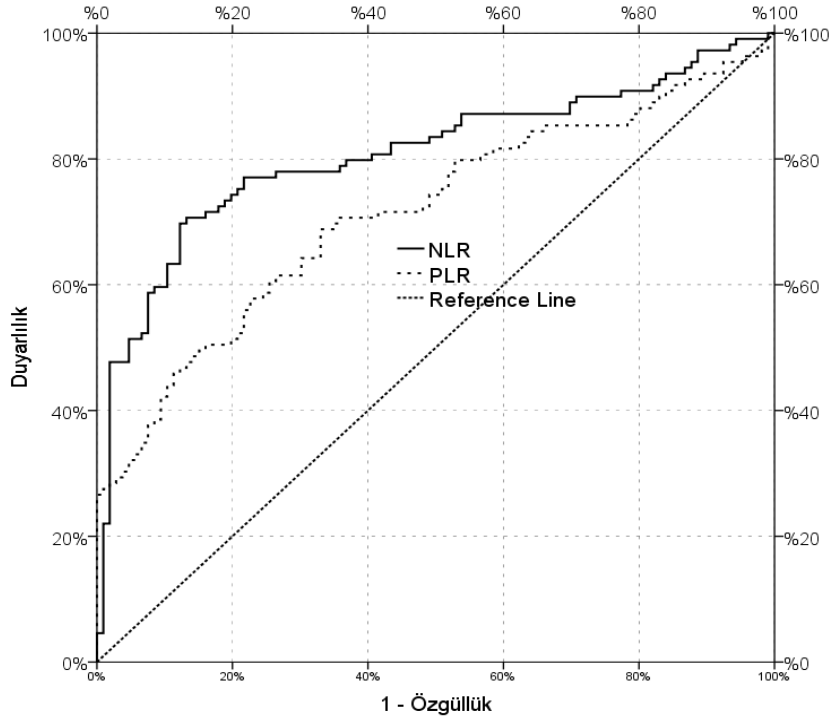 %0 %20 %40 %60 %80 %100
100% %100
80% %80
NLR
PLR
60% %60
Reference Line
Duyarlılık
40% %40
20% %20
0% %0
0% 20% 40% 60% 80% 100%
1 - Özgüllük